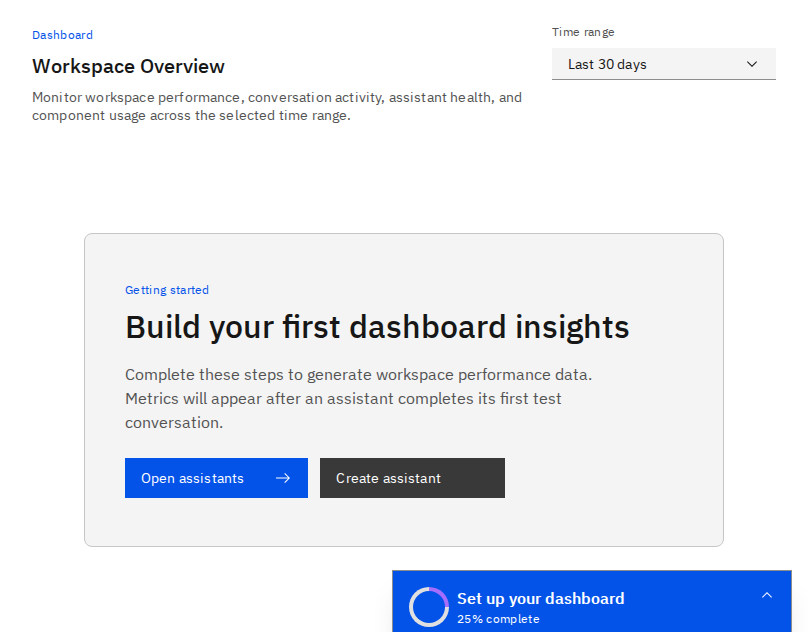 Dashboard
Workspace Overview
Monitor workspace performance, conversation activity, assistant health, and
component usage across the selected time range.
Time range
Last 30 days
Getting started
Build your first dashboard insights
Complete these steps to generate workspace performance data.
Metrics will appear after an assistant completes its first test
conversation.
Open assistants
Create assistant
Set up your dashboard
25% complete